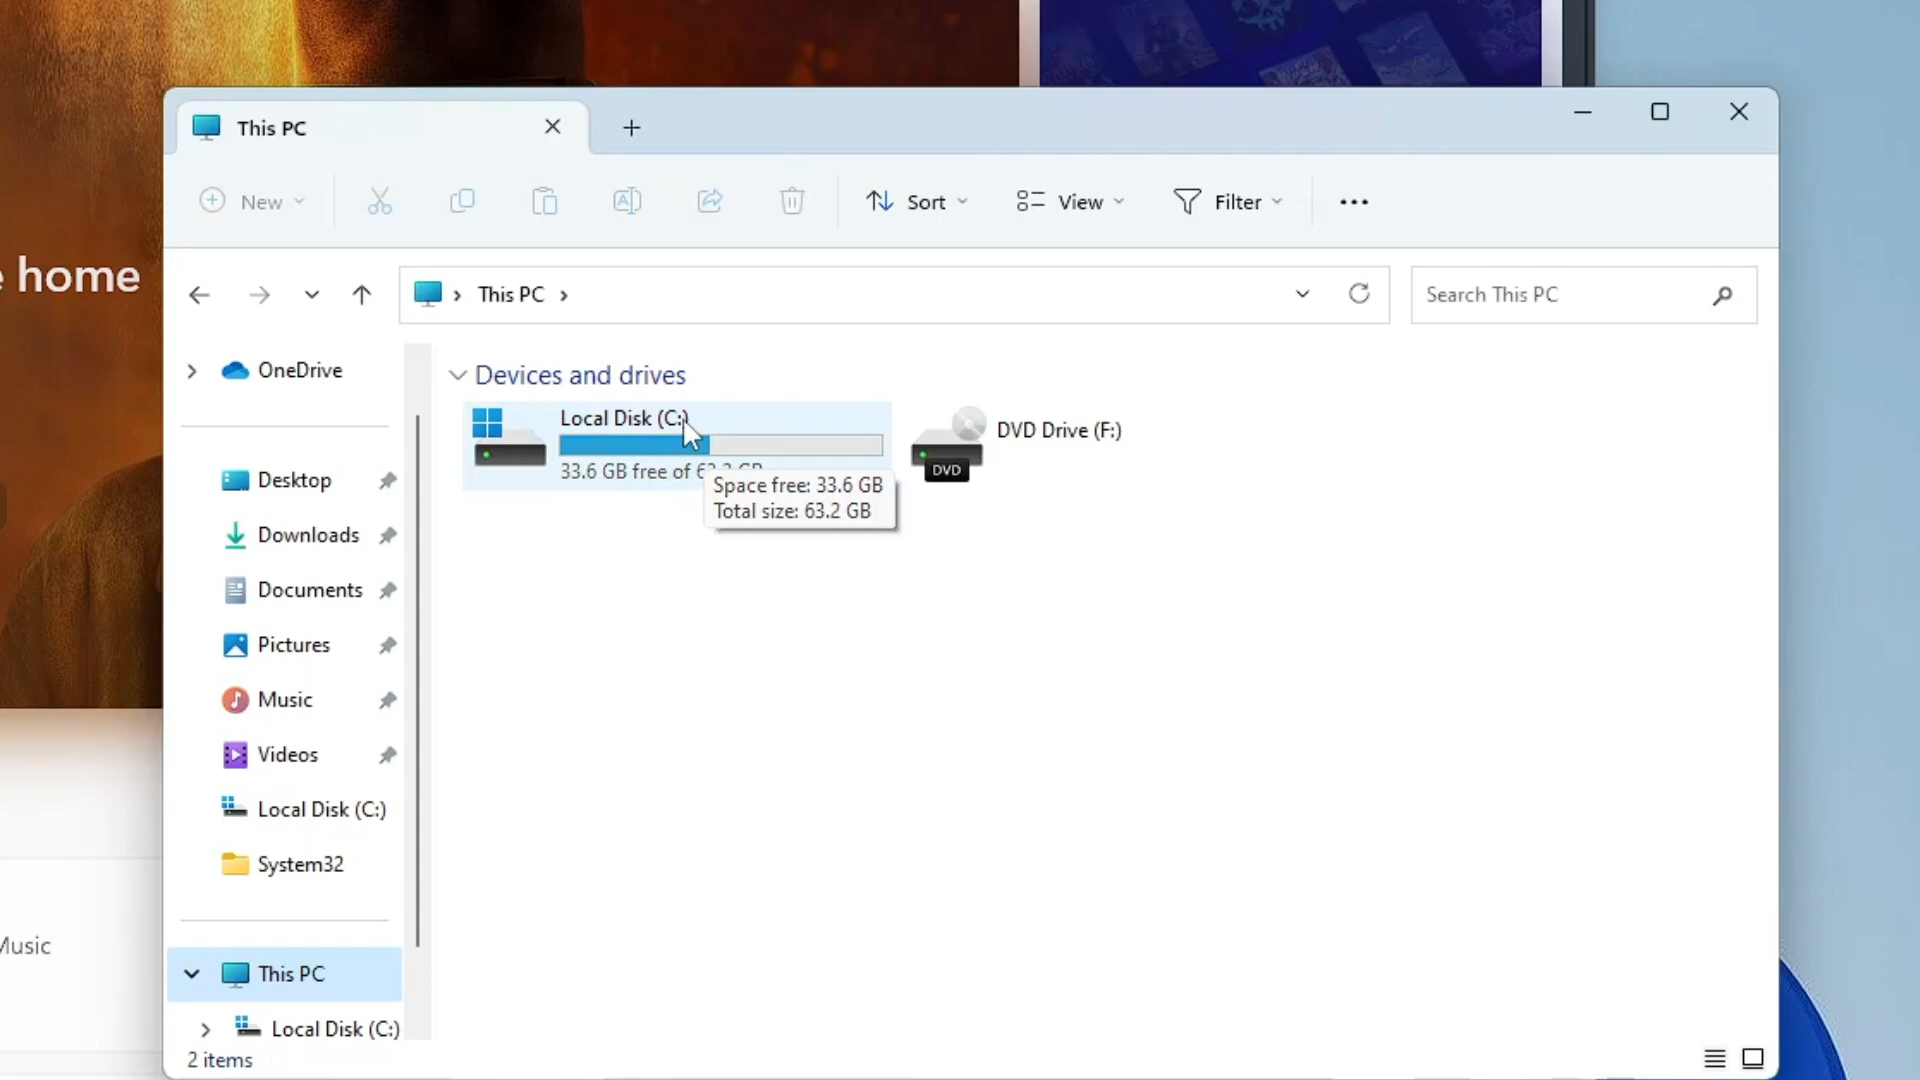 This PC
New
Sort
View
Filter
e home
This PC
Search This PC
OneDrive
Devices and drives
Local Disk (C:)
33.6 GB free of
DVD Drive (F:)
DVD
Space free: 33.6 GB
Total size: 63.2 GB
Desktop
Downloads
Documents
Pictures
Music
Videos
Local Disk (C:)
System32
Music
This PC
Local Disk (C:)
2 items